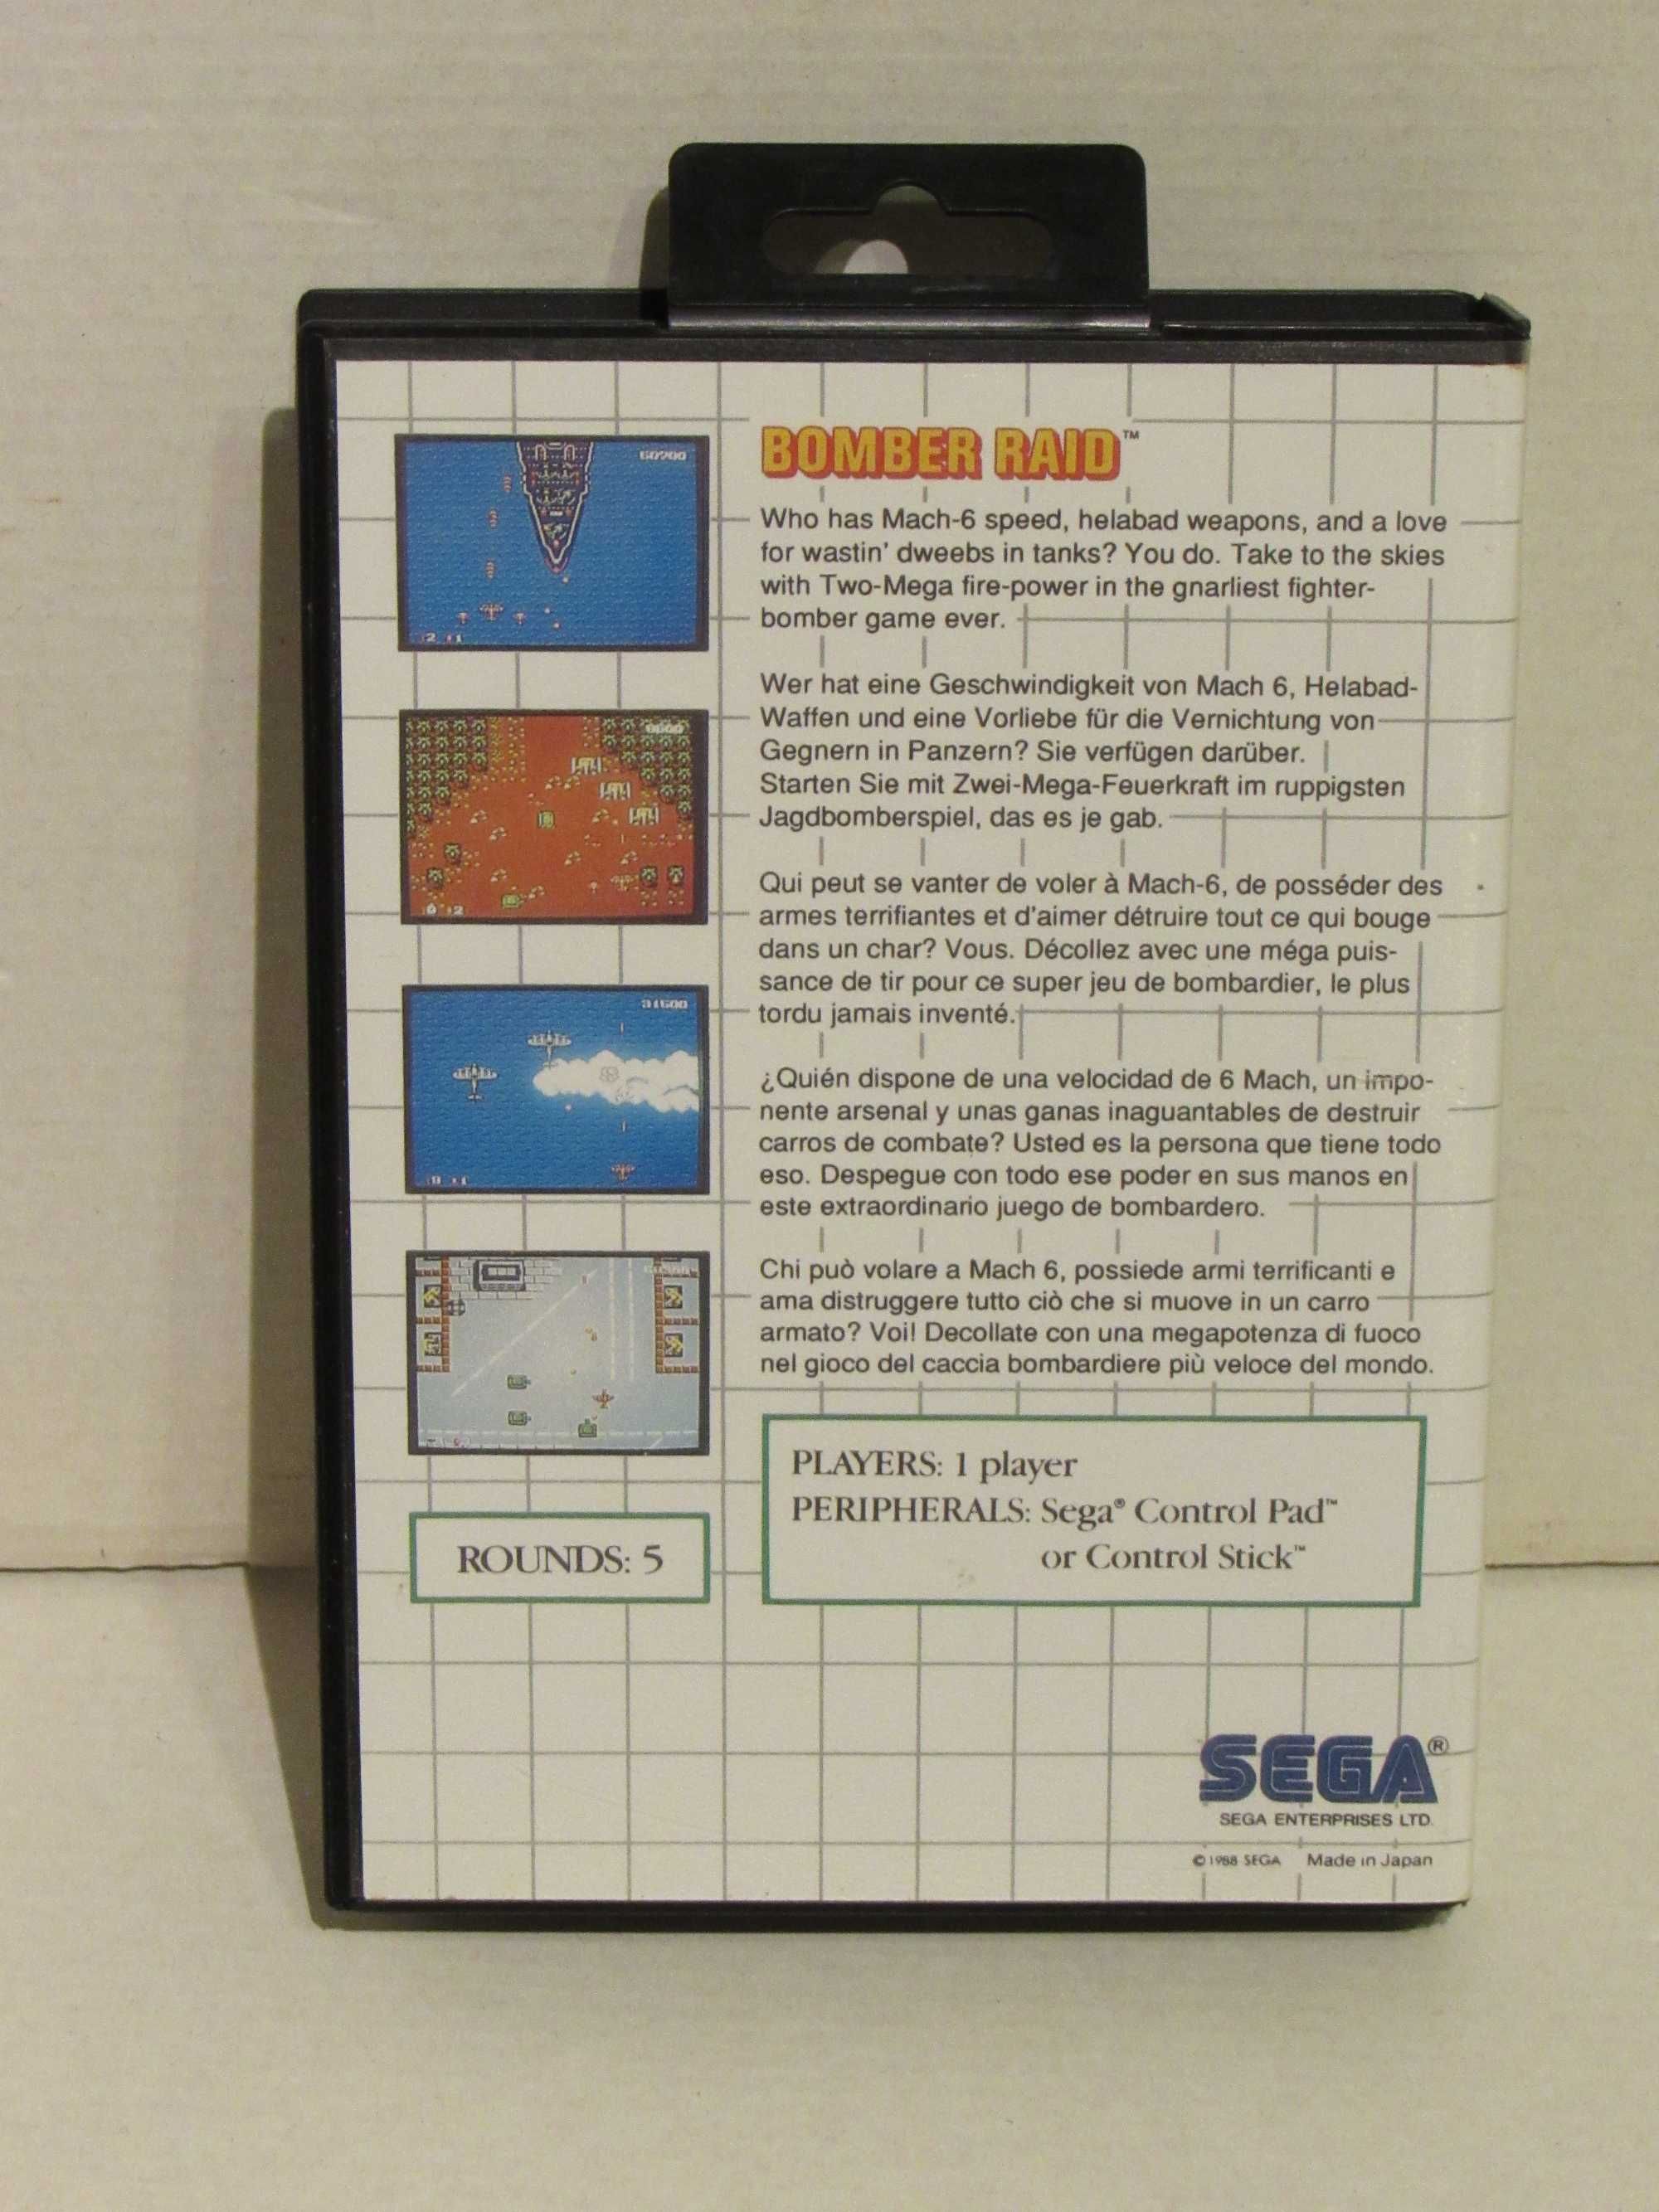 BOMBER RAID™
Who has Mach-6 speed, helabad weapons, and a love
for wastin' dweebs in tanks? You do. Take to the skies
with Two-Mega fire-power in the gnarliest fighter-
bomber game ever.
Wer hat eine Geschwindigkeit von Mach 6, Helabad-
Waffen und eine Vorliebe für die Vernichtung von
Gegnern in Panzern? Sie verfügen darüber.
Starten Sie mit Zwei-Mega-Feuerkraft im ruppigsten
Jagdbomberspiel, das es je gab.
Qui peut se vanter de voler à Mach-6, de posséder des
armes terrifiantes et d'aimer détruire tout ce qui bouge
dans un char? Vous. Décollez avec une méga puis-
sance de tir pour ce super jeu de bombardier, le plus
tordu jamais inventé.
¿Quién dispone de una velocidad de 6 Mach, un impo-
nente arsenal y unas ganas inaguantables de destruir
carros de combate? Usted es la persona que tiene todo
eso. Despegue con todo ese poder en sus manos en
este extraordinario juego de bombardero.
Chi può volare a Mach 6, possiede armi terrificanti e
ama distruggere tutto ciò che si muove in un carro
armato? Voi! Decollate con una megapotenza di fuoco
nel gioco del caccia bombardiere più veloce del mondo.
PLAYERS: 1 player
PERIPHERALS: Sega® Control Pad™
or Control Stick™
ROUNDS: 5
SEGA®
SEGA ENTERPRISES LTD.
© 1988 SEGA Made in Japan
60700
31500